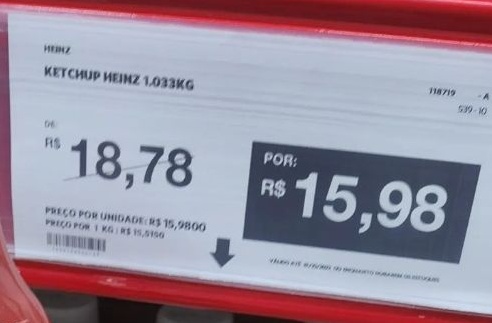 HEINZ
KETCHUP HEINZ 1.033KG
118719 - A
539-10
DE:
R$ 18,78
POR:
R$ 15,98
PREÇO POR UNIDADE: R$ 15,9800
PREÇO POR 1 KG: R$ 15,5150